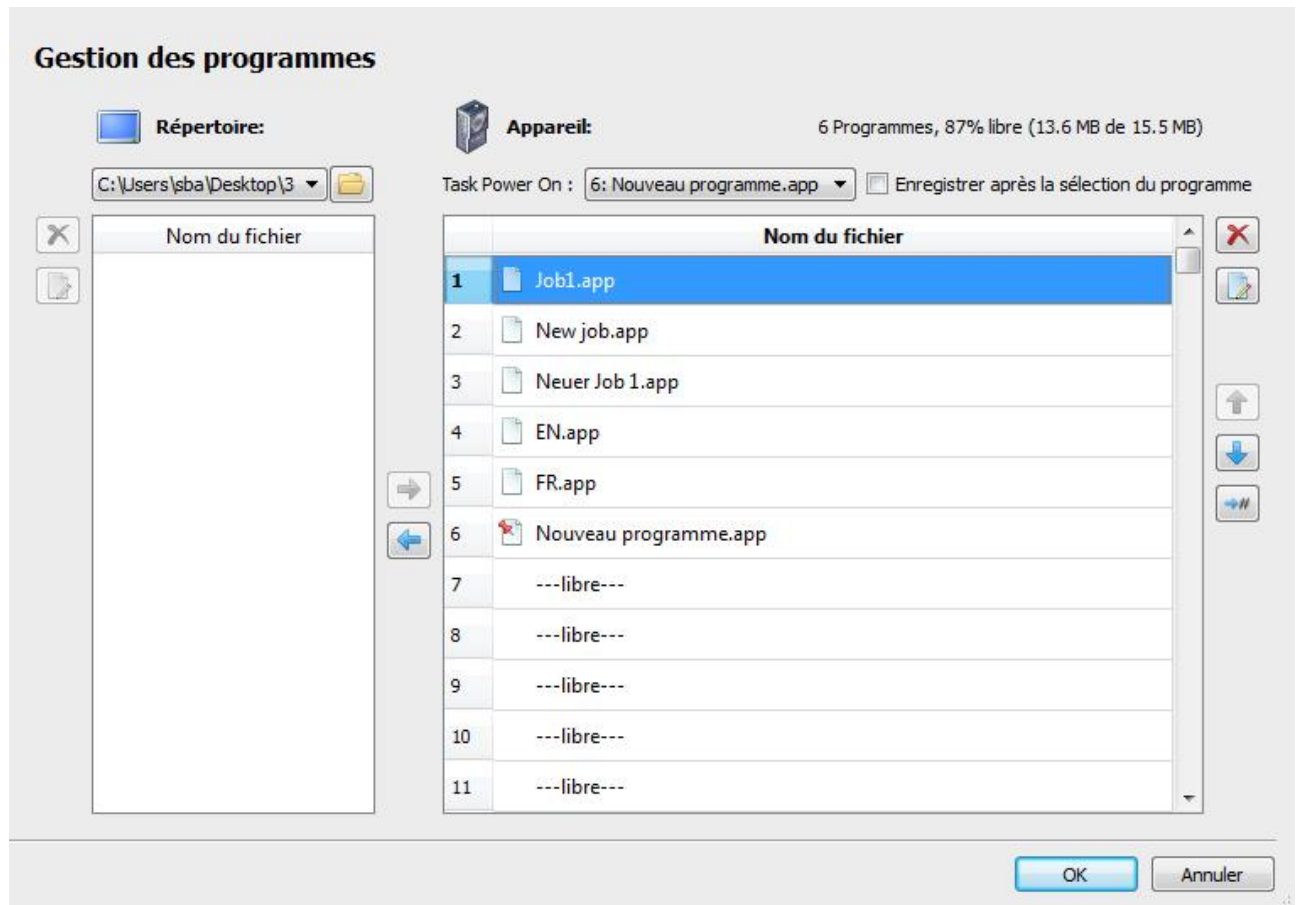 Gestion des programmes
Répertoire:
Appareil:
6 Programmes, 87% libre (13.6 MB de 15.5 MB)
C:\Users\sba\Desktop\3
Task Power On :
6: Nouveau programme.app
Enregistrer après la sélection du programme
Nom du fichier
Nom du fichier
1 Job1.app
2 New job.app
3 Neuer Job 1.app
4 EN.app
5 FR.app
6 Nouveau programme.app
7 ---libre---
8 ---libre---
9 ---libre---
10 ---libre---
11 ---libre---
OK
Annuler